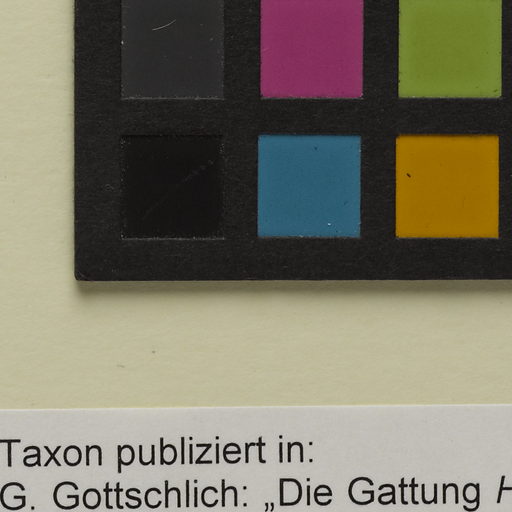 Taxon publiziert in:
G. Gottschlich: „Die Gattung